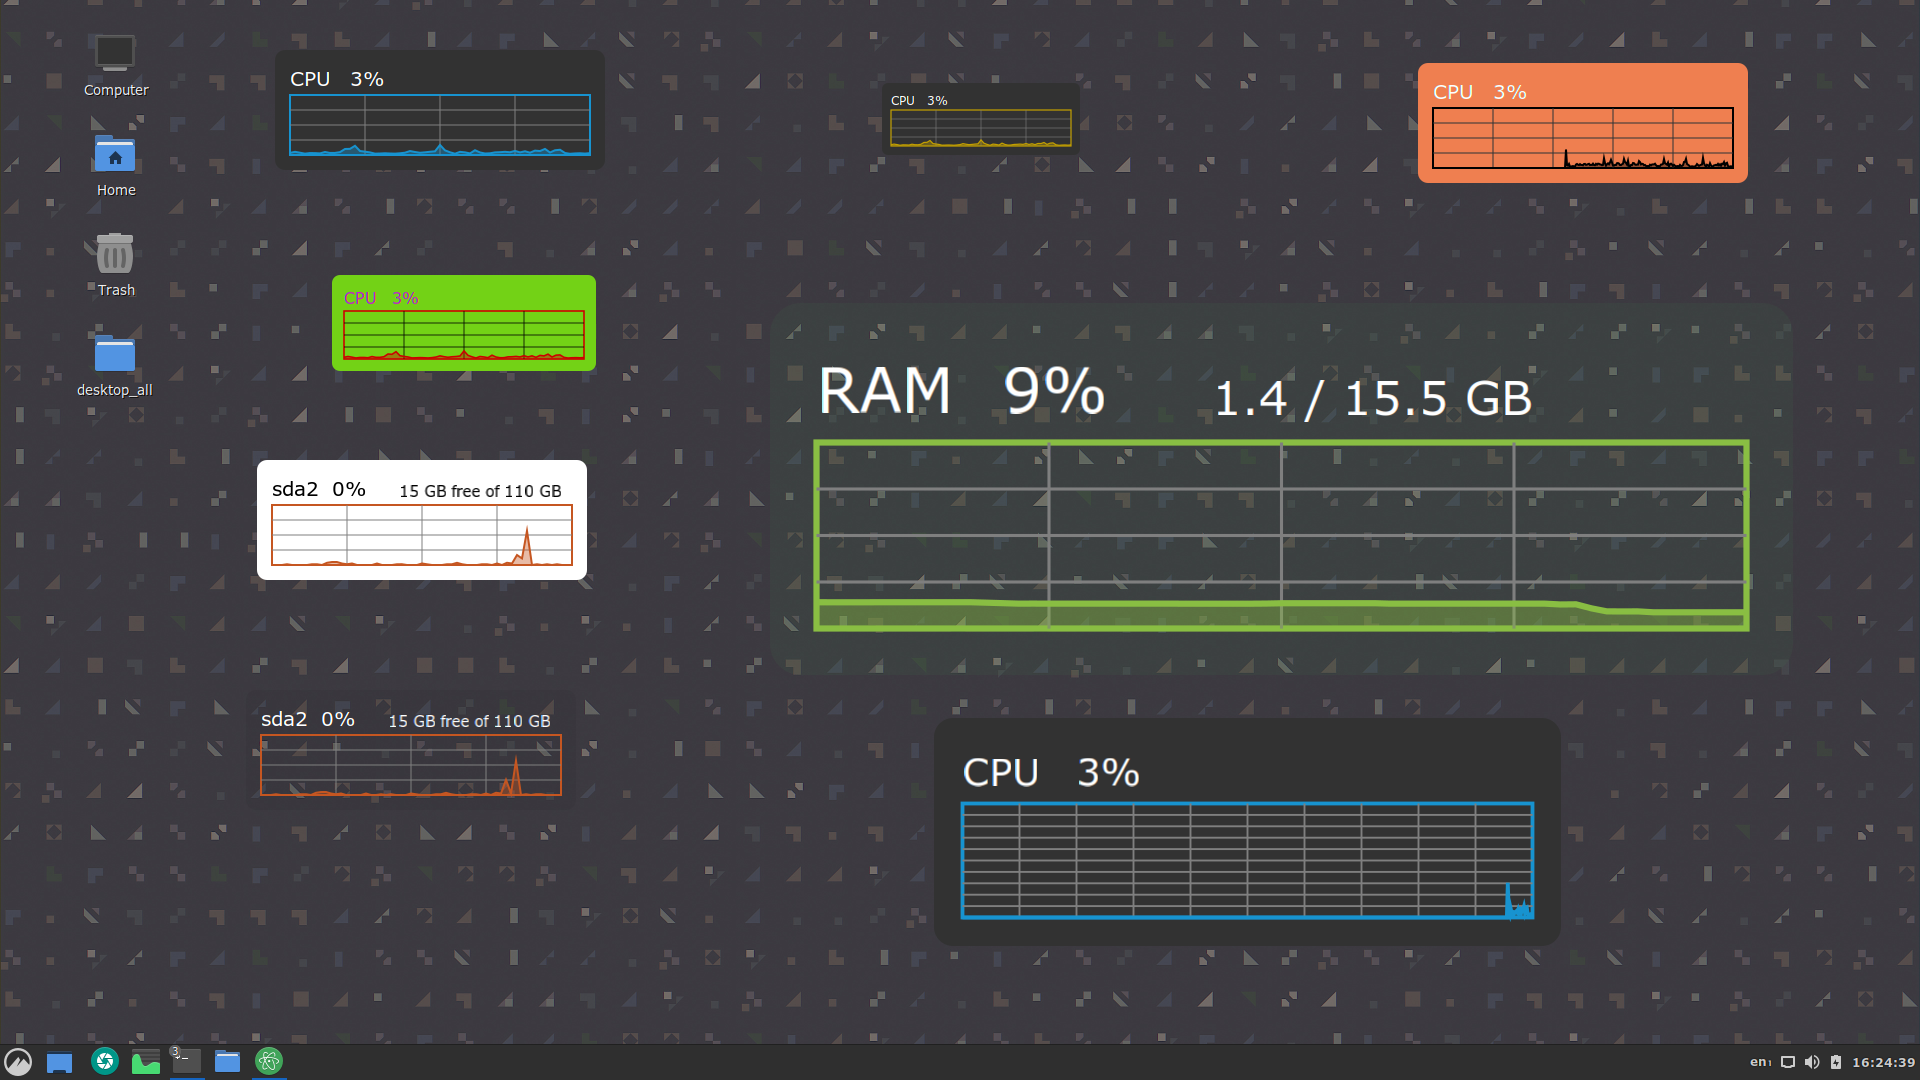 Computer
Home
Trash
desktop_all
CPU 3%
CPU 3%
CPU 3%
CPU 3%
RAM 9% 1.4 / 15.5 GB
sda2 0% 15 GB free of 110 GB
sda2 0% 15 GB free of 110 GB
CPU 3%
3
en1 16:24:39